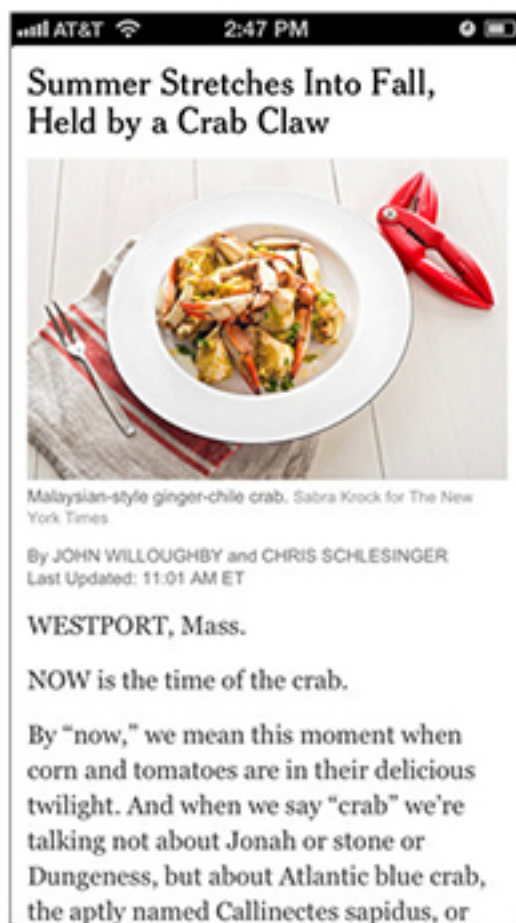 AT&T 2:47 PM
Summer Stretches Into Fall,
Held by a Crab Claw
Malaysian-style ginger-chile crab. Sabra Krock for The New
York Times
By JOHN WILLOUGHBY and CHRIS SCHLESINGER
Last Updated: 11:01 AM ET
WESTPORT, Mass.
NOW is the time of the crab.
By “now,” we mean this moment when
corn and tomatoes are in their delicious
twilight. And when we say “crab” we’re
talking not about Jonah or stone or
Dungeness, but about Atlantic blue crab,
the aptly named Callinectes sapidus, or